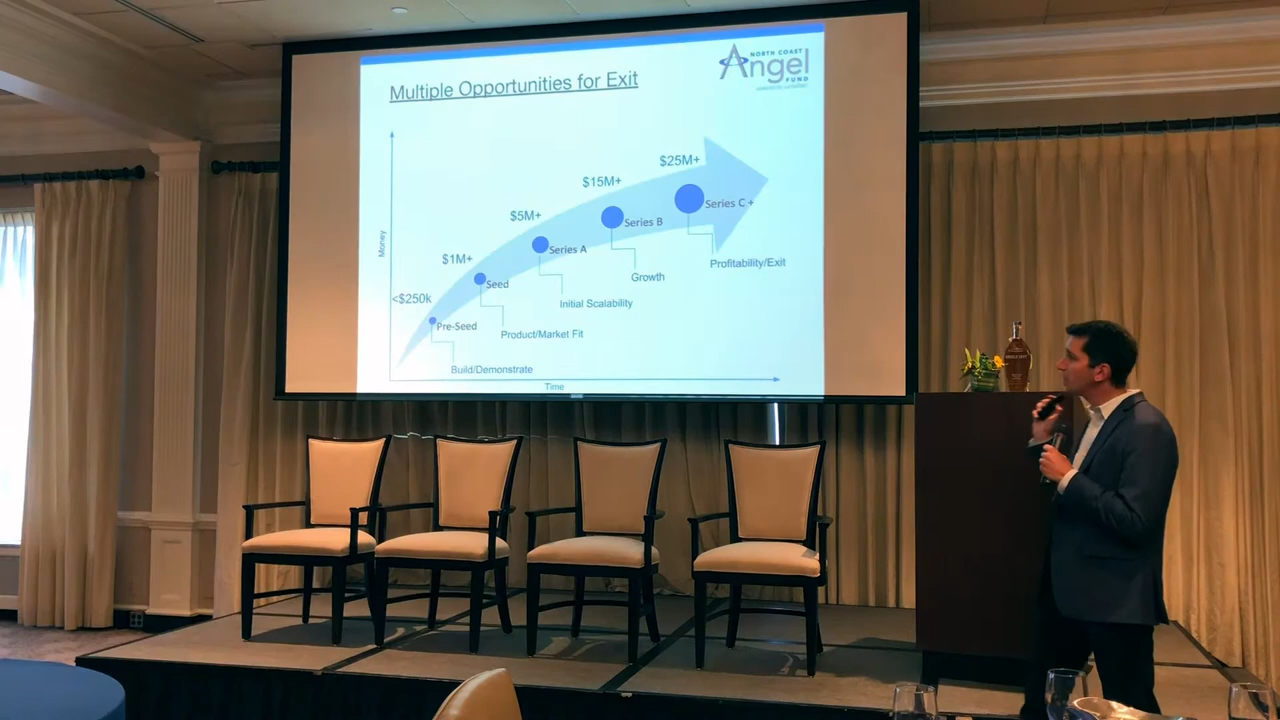 Multiple Opportunities for Exit
NORTH COAST
Angel
FUND
$25M+
$15M+
Series C +
$5M+
Series B
Series A
$1M+
Profitability/Exit
Growth
Seed
Initial Scalability
<$250k
Pre-Seed
Product/Market Fit
Build/Demonstrate
Money
Time